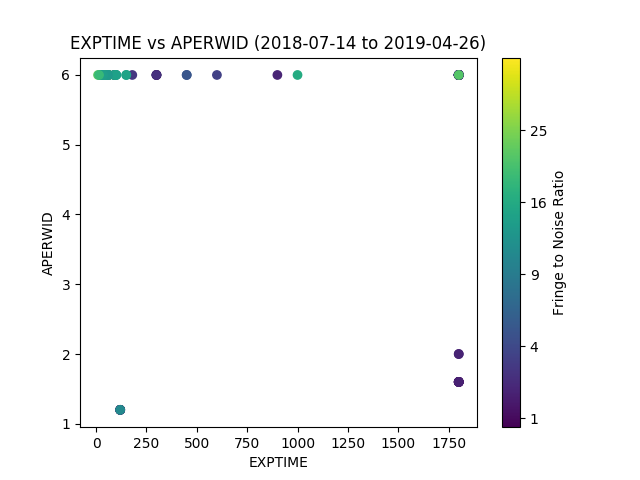 EXPTIME vs APERWID (2018-07-14 to 2019-04-26)
6
5
4
3
2
1
APERWID
0 250 500 750 1000 1250 1500 1750
EXPTIME
25
16
9
4
1
Fringe to Noise Ratio